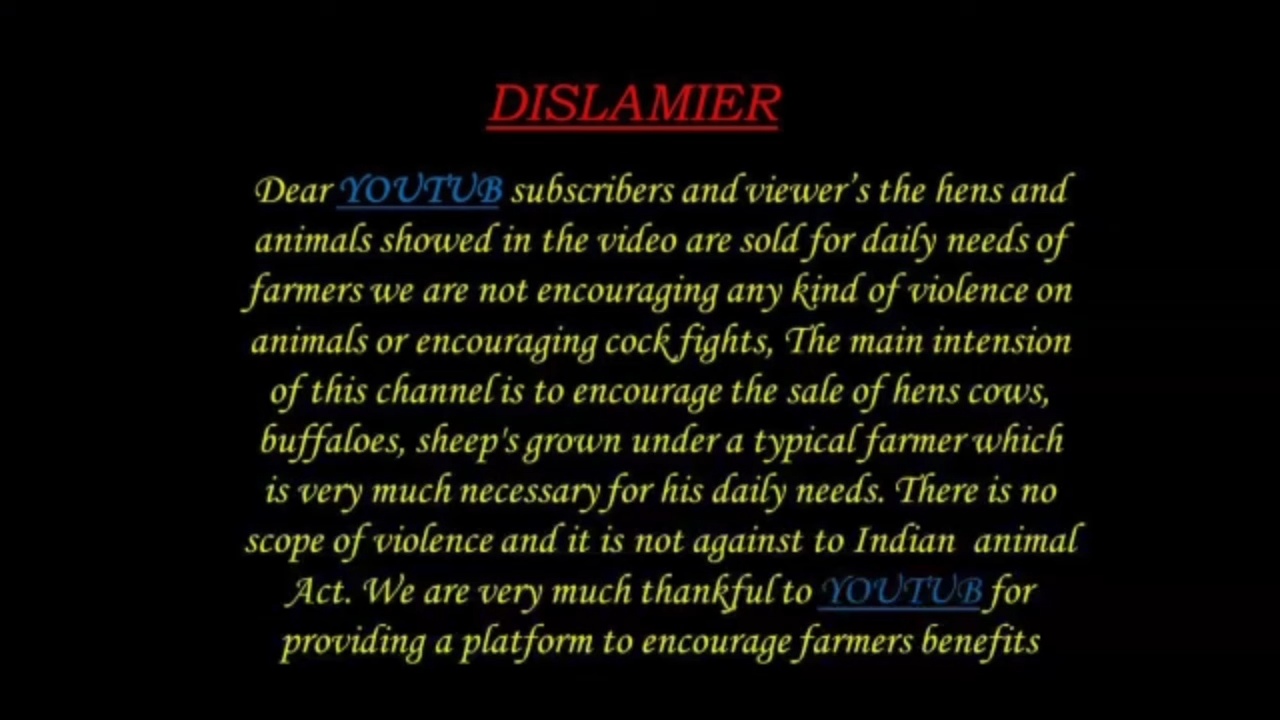 DISLAMIER
Dear YOUTUB subscribers and viewer's the hens and
animals showed in the video are sold for daily needs of
farmers we are not encouraging any kind of violence on
animals or encouraging cock fights, The main intension
of this channel is to encourage the sale of hens cows,
buffaloes, sheep's grown under a typical farmer which
is very much necessary for his daily needs. There is no
scope of violence and it is not against to Indian animal
Act. We are very much thankful to YOUTUB for
providing a platform to encourage farmers benefits